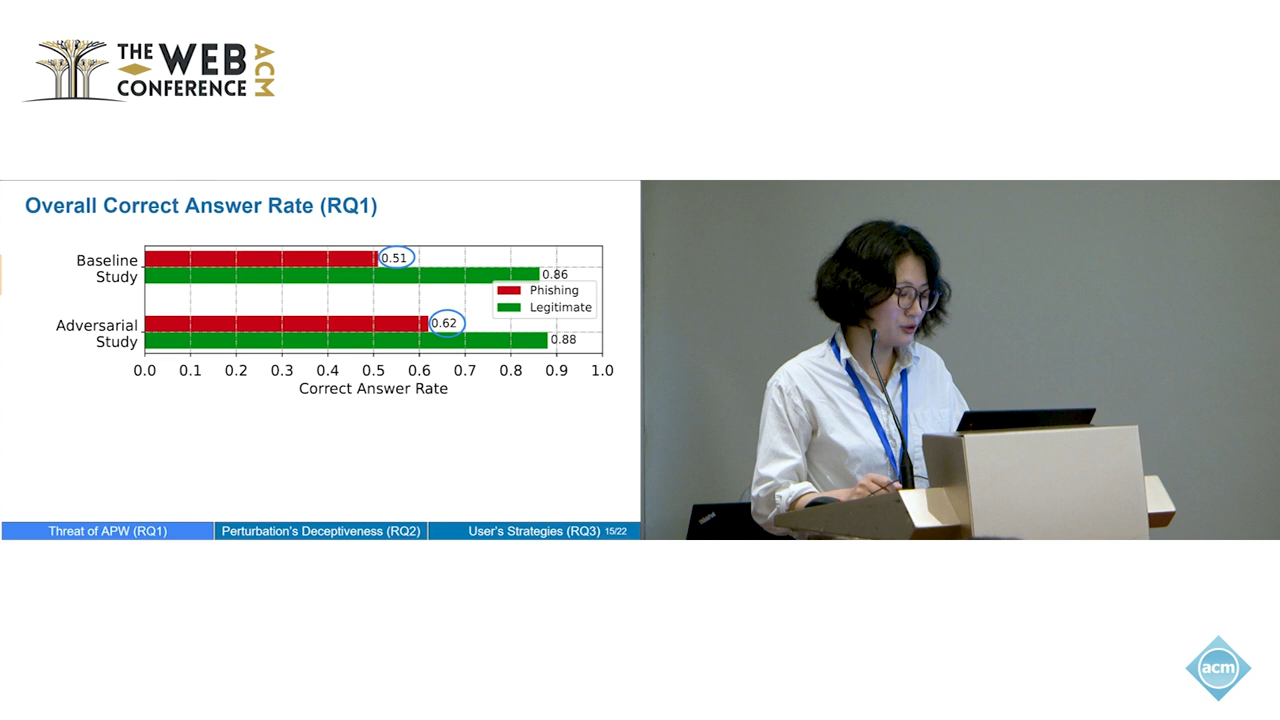 THE WEB
CONFERENCE
ACM
Overall Correct Answer Rate (RQ1)
Baseline
Study
0.51
0.86
Phishing
Legitimate
Adversarial
Study
0.62
0.88
0.0 0.1 0.2 0.3 0.4 0.5 0.6 0.7 0.8 0.9 1.0
Correct Answer Rate
Threat of APW (RQ1)
Perturbation's Deceptiveness (RQ2)
User's Strategies (RQ3) 15/22
ThinkPad
acm